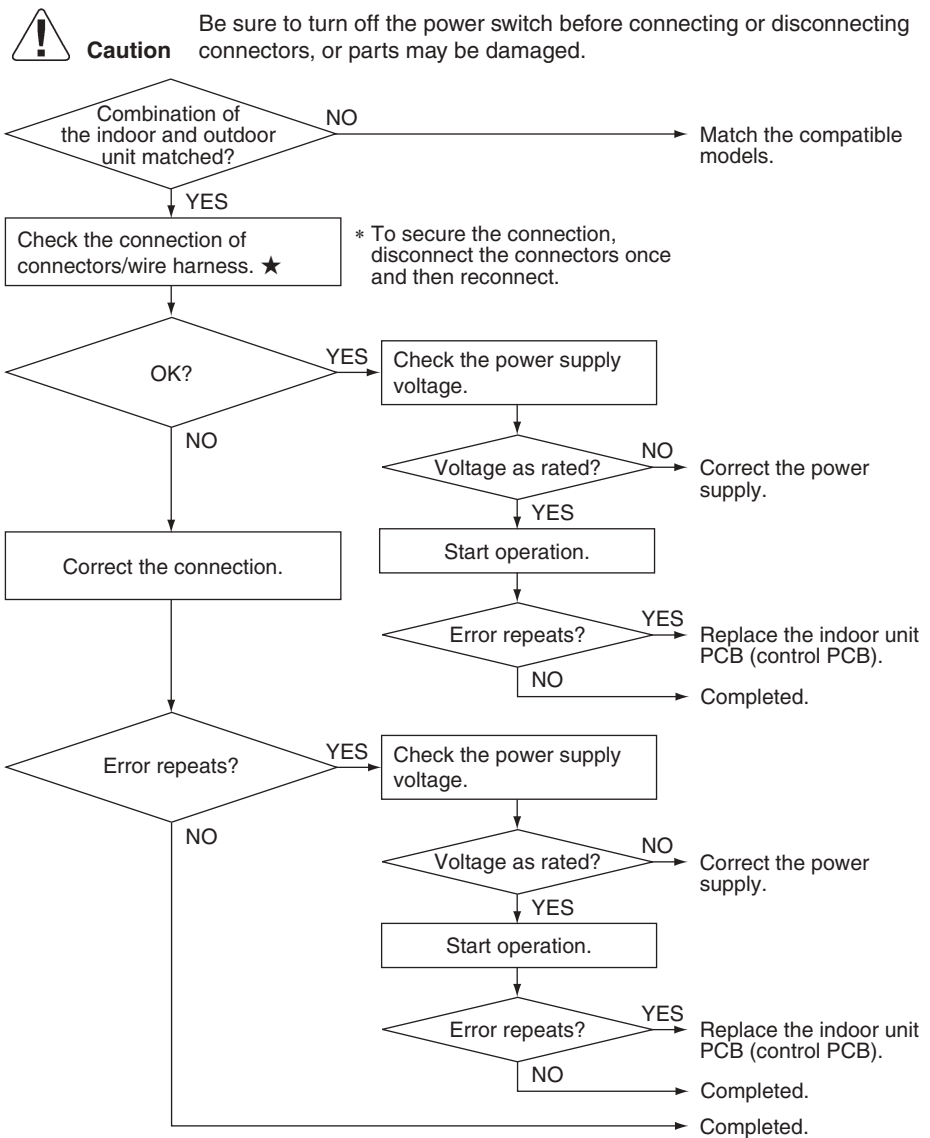 Be sure to turn off the power switch before connecting or disconnecting
Caution connectors, or parts may be damaged.
Combination of
the indoor and outdoor
unit matched?
NO
Match the compatible
models.
YES
Check the connection of
connectors/wire harness. ★
* To secure the connection,
disconnect the connectors once
and then reconnect.
OK?
YES
Check the power supply
voltage.
NO
Voltage as rated?
NO
Correct the power
supply.
YES
Start operation.
Correct the connection.
Error repeats?
YES
Replace the indoor unit
PCB (control PCB).
NO
Completed.
Error repeats?
YES
Check the power supply
voltage.
NO
Voltage as rated?
NO
Correct the power
supply.
YES
Start operation.
Error repeats?
YES
Replace the indoor unit
PCB (control PCB).
NO
Completed.
Completed.